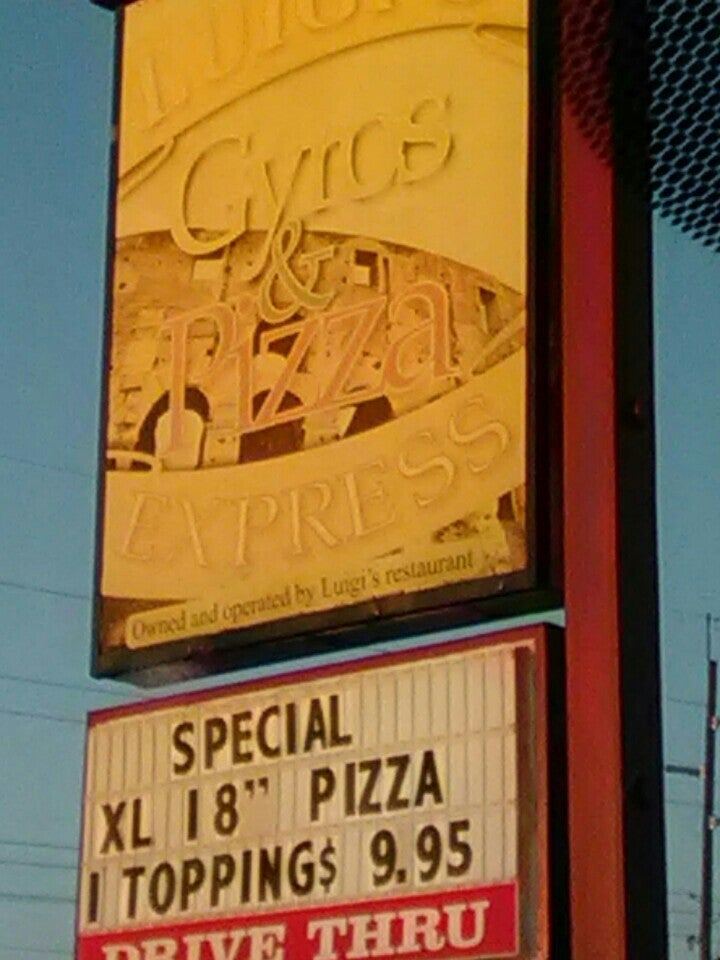 LUIGI'S
Gyros
&
Pizza
EXPRESS
Owned and operated by Luigi's restaurant
SPECIAL
XL 18" PIZZA
1 TOPPING$ 9.95
DRIVE THRU